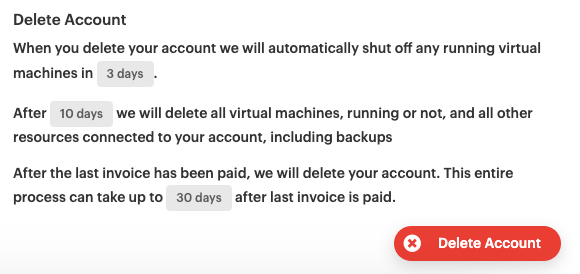 Delete Account
When you delete your account we will automatically shut off any running virtual
machines in 3 days .
After 10 days we will delete all virtual machines, running or not, and all other
resources connected to your account, including backups
After the last invoice has been paid, we will delete your account. This entire
process can take up to 30 days after last invoice is paid.
Delete Account